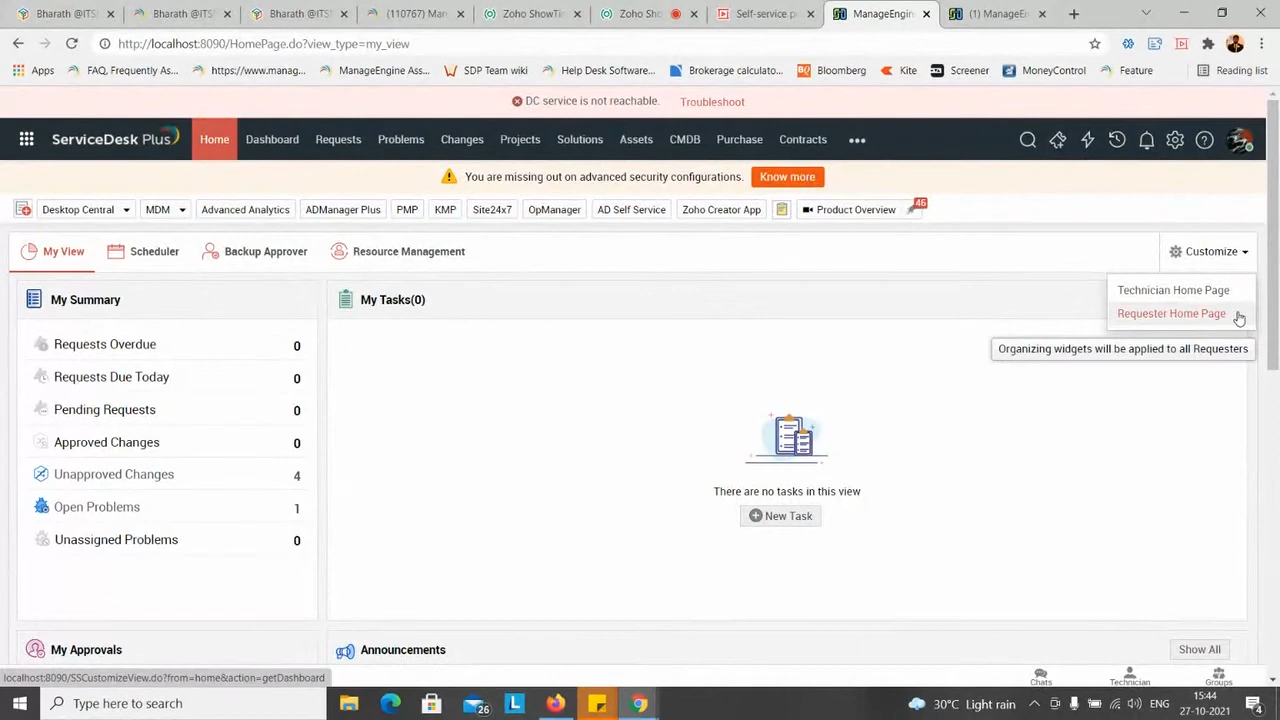 Bharath @ITSM
Bharath @ITSM
Bharath @ITSM
(110767) Man
Zoho ShowTim
Zoho Sho
Self-service p
ManageEngin
(1) ManageEn
http://localhost:8090/HomePage.do?view_type=my_view
Apps
FAQ, Frequently As...
https://www.manag...
ManageEngine Ass...
SDP Team wiki
Help Desk Software...
Brokerage calculato...
Bloomberg
Kite
Screener
MoneyControl
Feature
Reading list
DC service is not reachable. Troubleshoot
ServiceDesk Plus
Home
Dashboard
Requests
Problems
Changes
Projects
Solutions
Assets
CMDB
Purchase
Contracts
You are missing out on advanced security configurations. Know more
Desktop Central
MDM
Advanced Analytics
ADManager Plus
PMP
KMP
Site24x7
OpManager
AD Self Service
Zoho Creator App
Product Overview
46
My View
Scheduler
Backup Approver
Resource Management
Customize
Technician Home Page
Requester Home Page
Organizing widgets will be applied to all Requesters
My Summary
Requests Overdue 0
Requests Due Today 0
Pending Requests 0
Approved Changes 0
Unapproved Changes 4
Open Problems 1
Unassigned Problems 0
My Tasks(0)
There are no tasks in this view
New Task
My Approvals
Announcements
Show All
localhost:8090/SSCustomizeView.do?from=home&action=getDashboard
Chats
Technician
Groups
Type here to search
26
L
30°C Light rain
ENG
15:44
27-10-2021
4